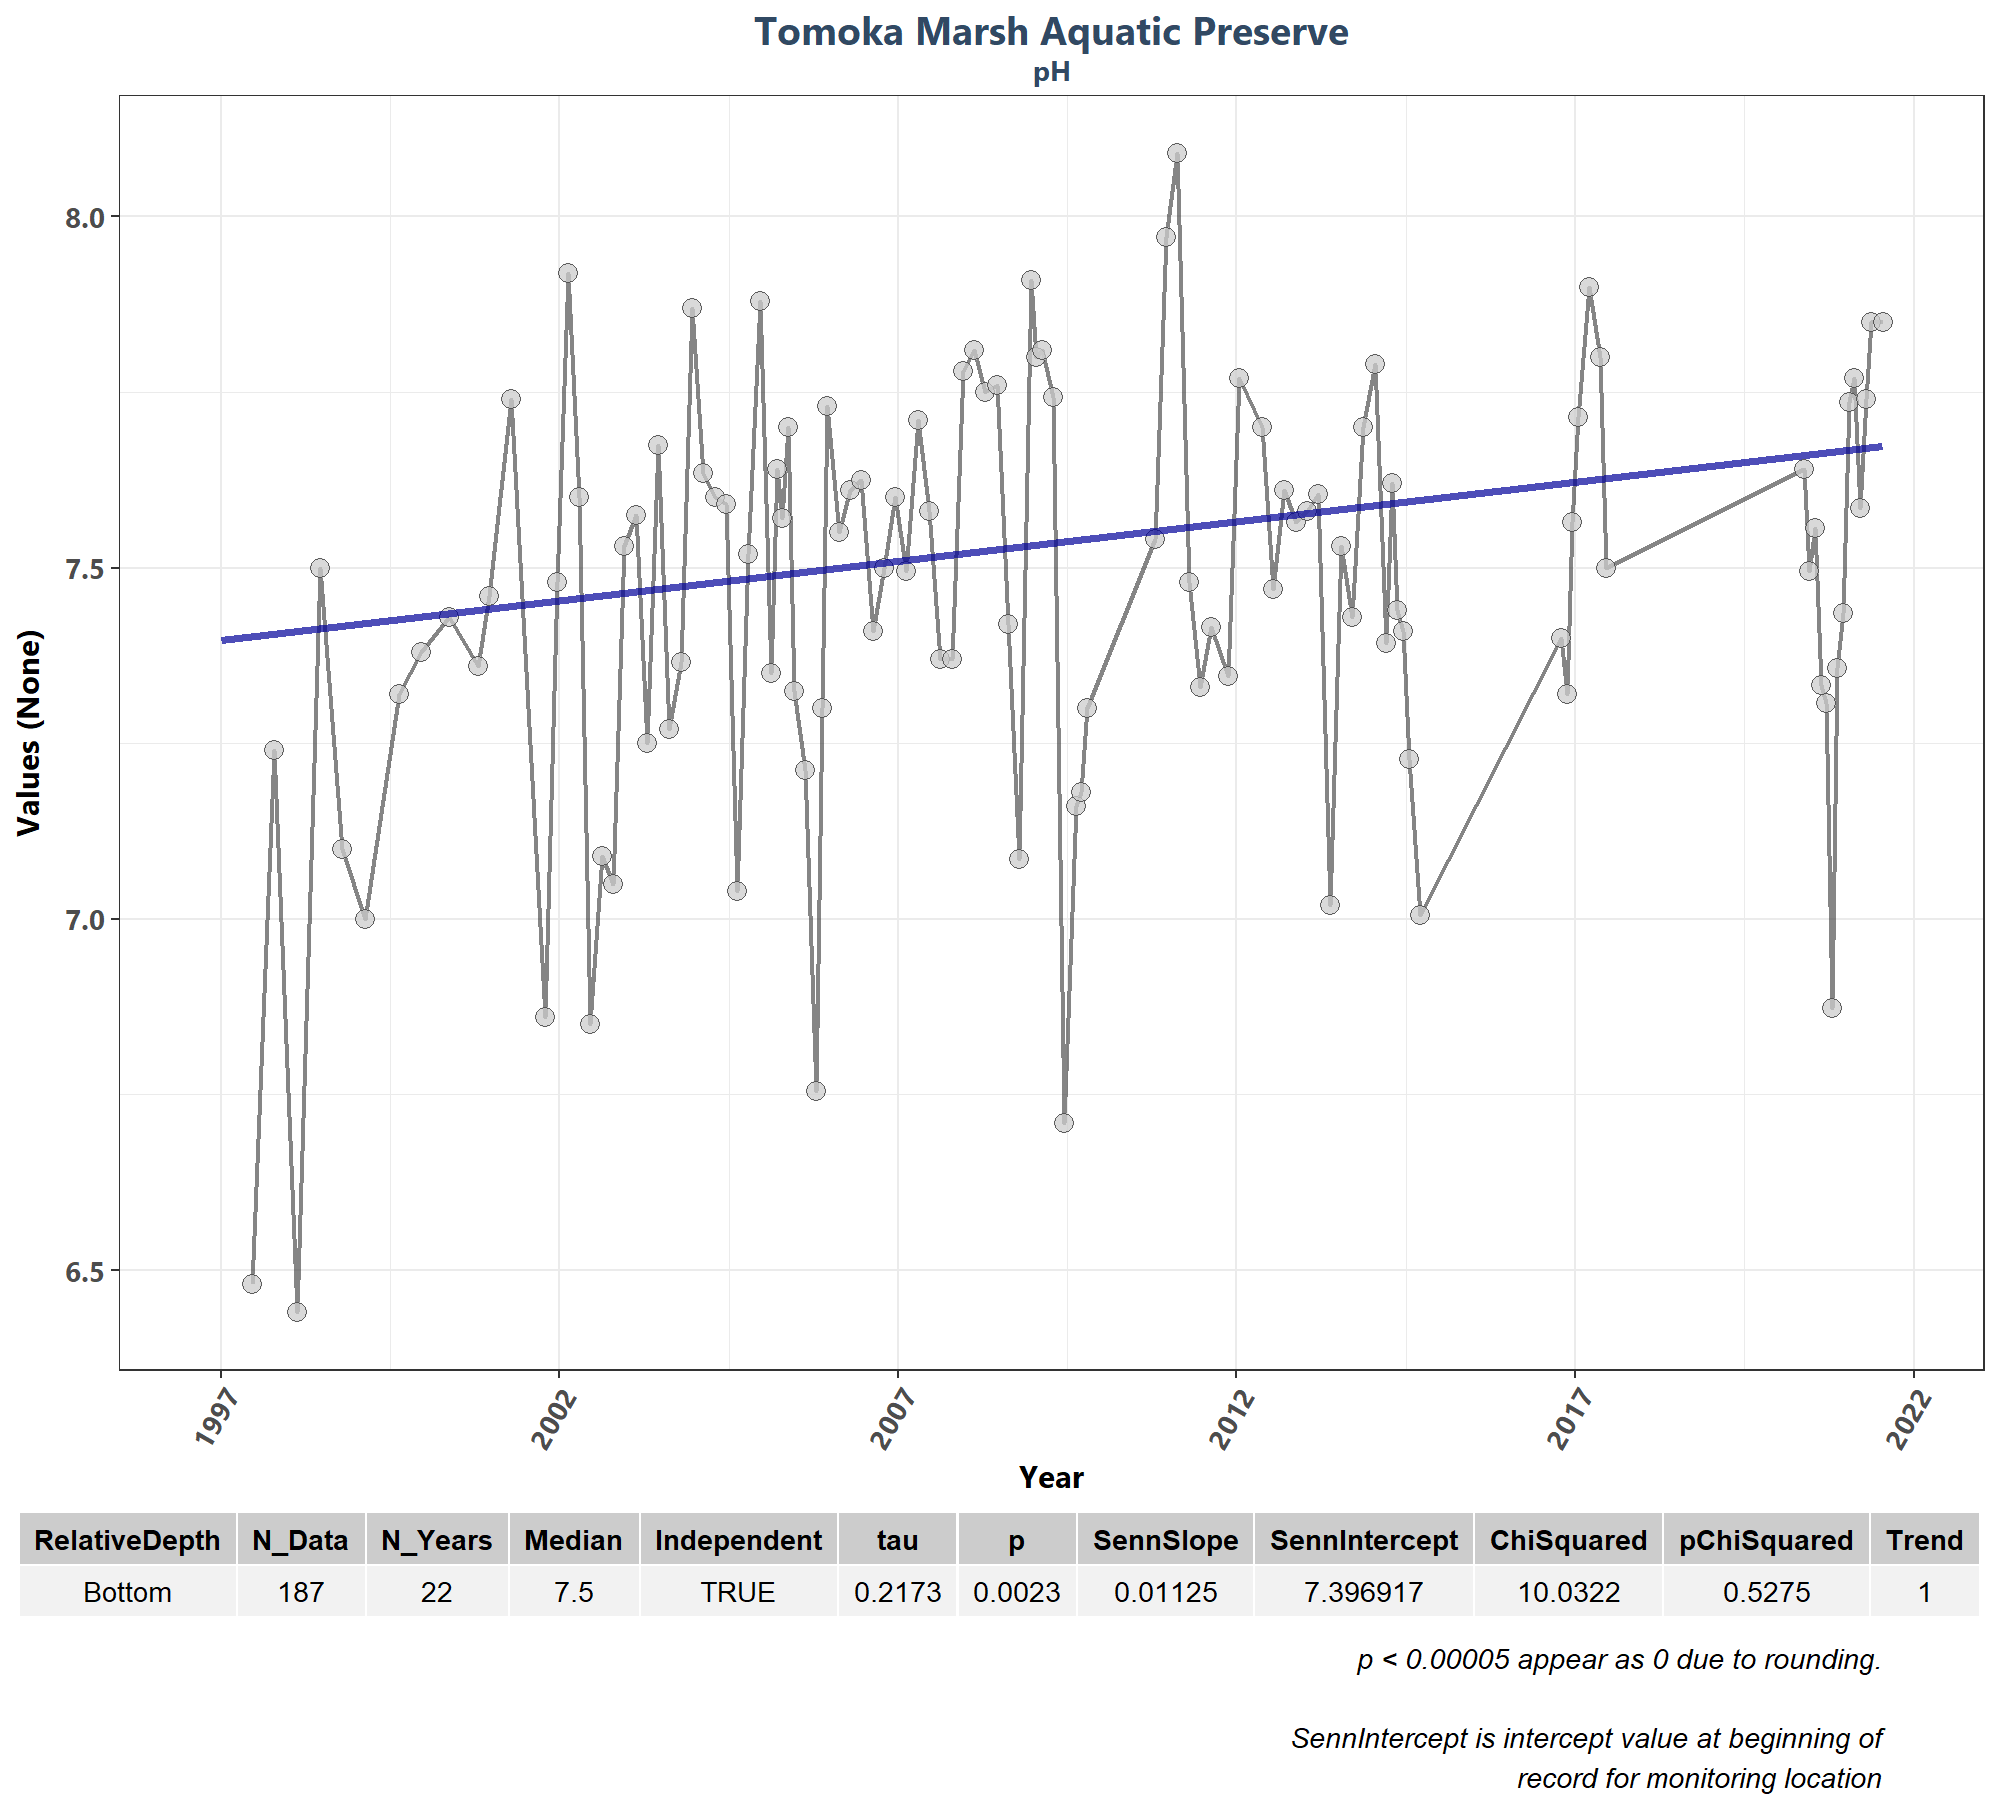 Tomoka Marsh Aquatic Preserve
pH
Values (None)
8.0
7.5
7.0
6.5
1997 2002 2007 2012 2017 2022
Year
RelativeDepth N_Data N_Years Median Independent tau p SennSlope SennIntercept ChiSquared pChiSquared Trend
Bottom 187 22 7.5 TRUE 0.2173 0.0023 0.01125 7.396917 10.0322 0.5275 1
p < 0.00005 appear as 0 due to rounding.
SennIntercept is intercept value at beginning of
record for monitoring location